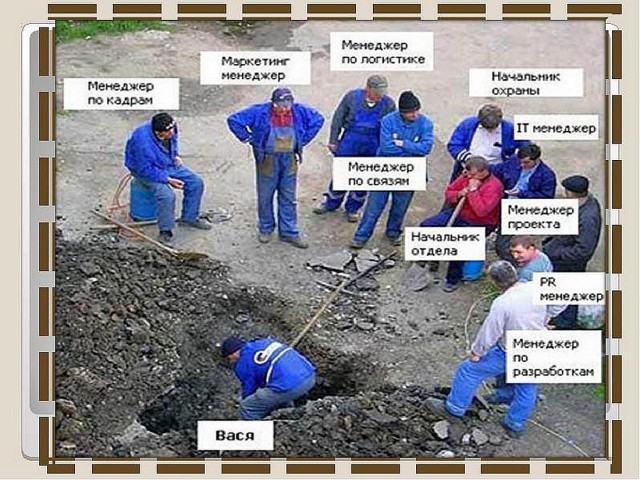 Менеджер
по логистике
Маркетинг
менеджер
Менеджер
по кадрам
Начальник
охраны
IT менеджер
Менеджер
по связям
Менеджер
проекта
Начальник
отдела
PR
менеджер
Менеджер
по
разработкам
Вася